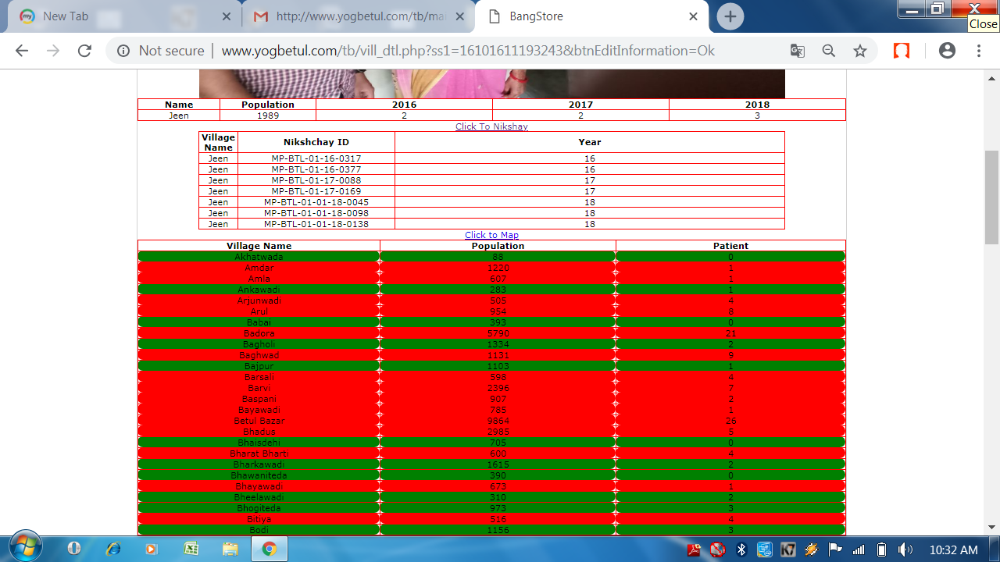 New Tab
http://www.yogbetul.com/tb/ma
BangStore
Close
Not secure www.yogbetul.com/tb/vill_dtl.php?ss1=16101611193243&btnEditInformation=Ok
Name Population 2016 2017 2018
Jeen 1989 2 2 3
Click To Nikshay
Village Name Nikshchay ID Year
Jeen MP-BTL-01-16-0317 16
Jeen MP-BTL-01-16-0377 16
Jeen MP-BTL-01-17-0088 17
Jeen MP-BTL-01-17-0169 17
Jeen MP-BTL-01-01-18-0045 18
Jeen MP-BTL-01-01-18-0098 18
Jeen MP-BTL-01-01-18-0138 18
Click to Map
Village Name Population Patient
Akhatwada 88 0
Amdar 1220 1
Amla 607 1
Ankawadi 283 1
Arjunwadi 505 4
Arul 954 8
Babai 393 0
Badora 5790 21
Bagholi 1334 2
Baghwad 1131 9
Bajpur 1103 1
Barsali 598 4
Barvi 2396 7
Baspani 907 2
Bayawadi 785 1
Betul Bazar 9864 26
Bhadus 2985 5
Bhaisdehi 705 0
Bharat Bharti 600 4
Bharkawadi 1615 2
Bhawaniteda 390 0
Bhayawadi 673 1
Bheelawadi 310 2
Bhogiteda 973 3
Bitiya 516 4
Bodi 1156 3
10:32 AM